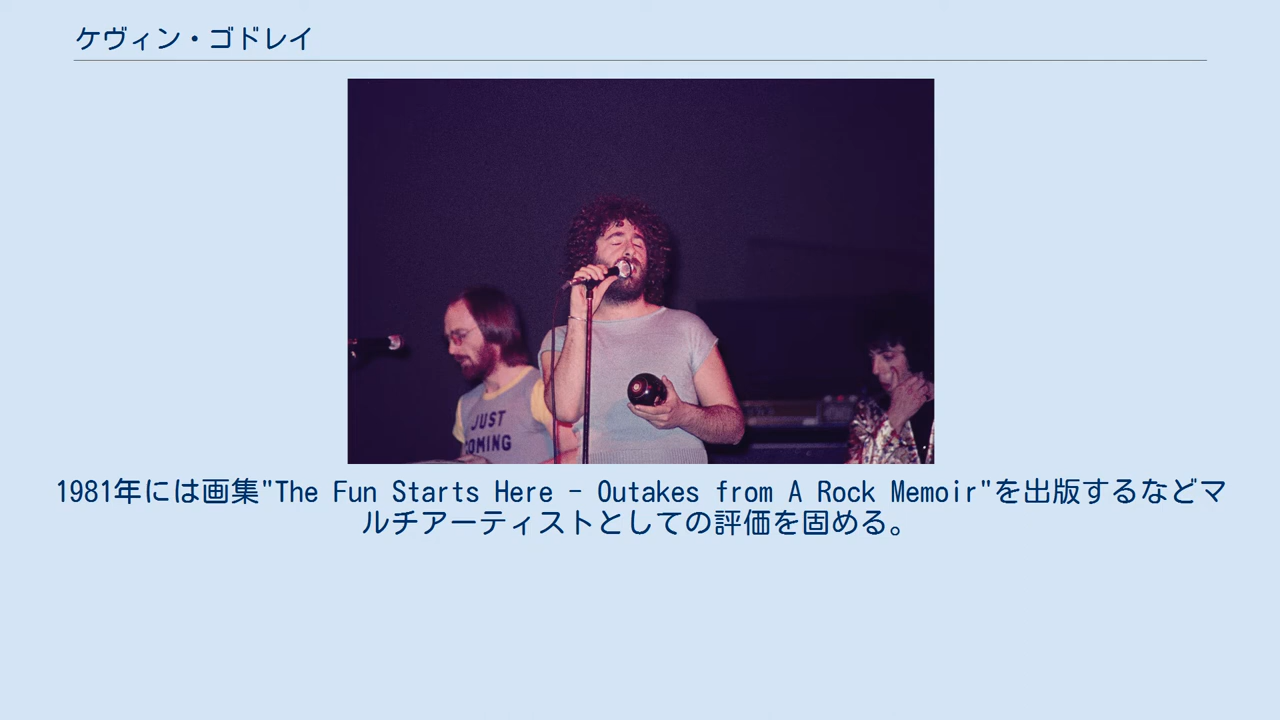 ケヴィン・ゴドレイ
JUST
COMING
1981年には画集"The Fun Starts Here - Outakes from A Rock Memoir"を出版するなどマ
ルチアーティストとしての評価を固める。